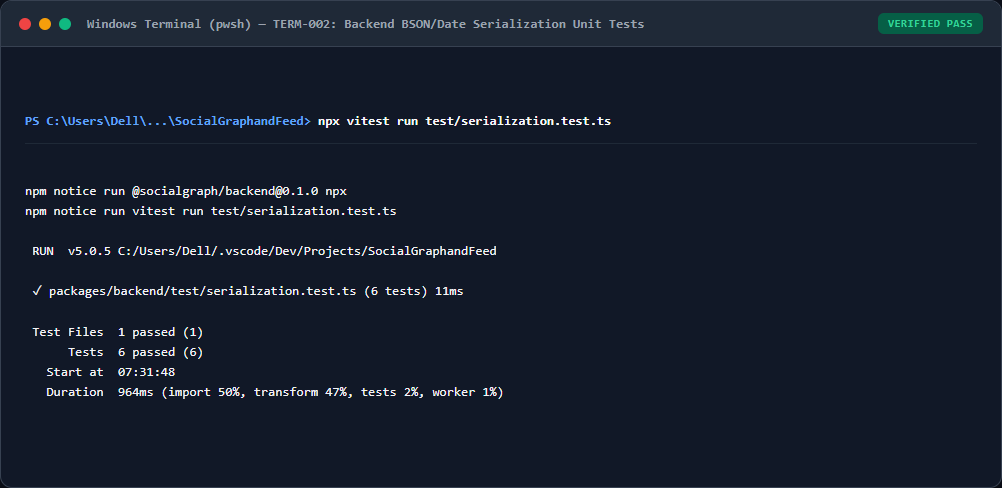 Windows Terminal (pwsh) — TERM-002: Backend BSON/Date Serialization Unit Tests
VERIFIED PASS
PS C:\Users\Dell\...\SocialGraphandFeed> npx vitest run test/serialization.test.ts
npm notice run @socialgraph/backend@0.1.0 npx
npm notice run vitest run test/serialization.test.ts
RUN  v5.0.5 C:/Users/Dell/.vscode/Dev/Projects/SocialGraphandFeed
✓ packages/backend/test/serialization.test.ts (6 tests) 11ms
Test Files  1 passed (1)
Tests  6 passed (6)
Start at  07:31:48
Duration  964ms (import 50%, transform 47%, tests 2%, worker 1%)